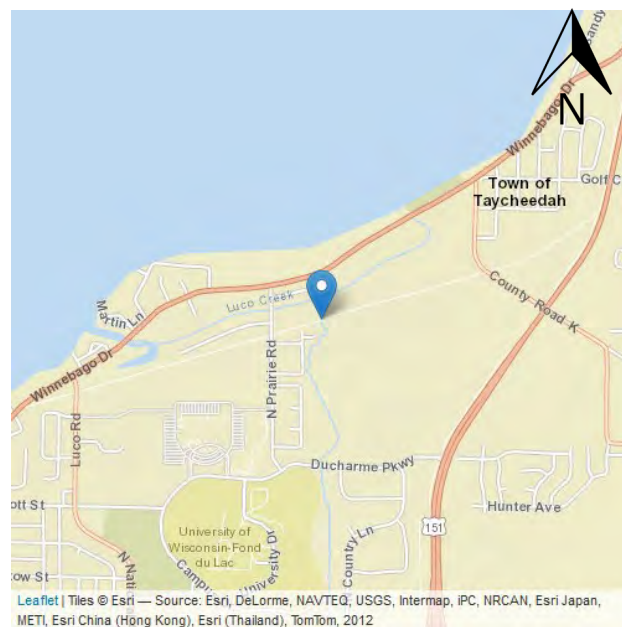 Sandy
Winnebago Dr
N
Town of
Taycheedah
Golf C
County Road K
Luco Creek
Martin Ln
Winnebago Dr
N Prairie Rd
Luco Rd
Ducharme Pkwy
Hunter Ave
ott St
151
University of
Wisconsin-Fond
du Lac
Country Ln
University Dr
Campu
N Nati
kow St
Leaflet | Tiles © Esri — Source: Esri, DeLorme, NAVTEQ, USGS, Intermap, iPC, NRCAN, Esri Japan,
METI, Esri China (Hong Kong), Esri (Thailand), TomTom, 2012